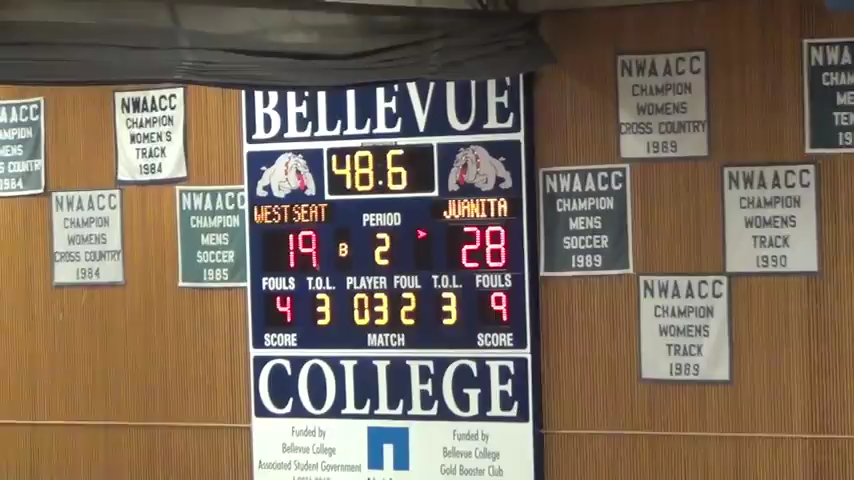 BELLEVUE
48.6
WEST SEAT
PERIOD
JUANITA
19
B
2
>
28
FOULS T.O.L. PLAYER FOUL T.O.L. FOULS
4 3 03 2 3 9
SCORE MATCH SCORE
COLLEGE
Funded by
Bellevue College
Associated Student Government
Funded by
Bellevue College
Gold Booster Club
NWAACC
CHAMPION
WOMEN'S
TRACK
1984
NWAACC
CHAMPION
WOMENS
CROSS COUNTRY
1984
NWAACC
CHAMPION
MENS
SOCCER
1985
NWAACC
CHAMPION
WOMENS
CROSS COUNTRY
1989
NWAACC
CHAMPION
MENS
SOCCER
1989
NWAACC
CHAMPION
WOMENS
TRACK
1990
NWAACC
CHAMPION
WOMENS
TRACK
1989